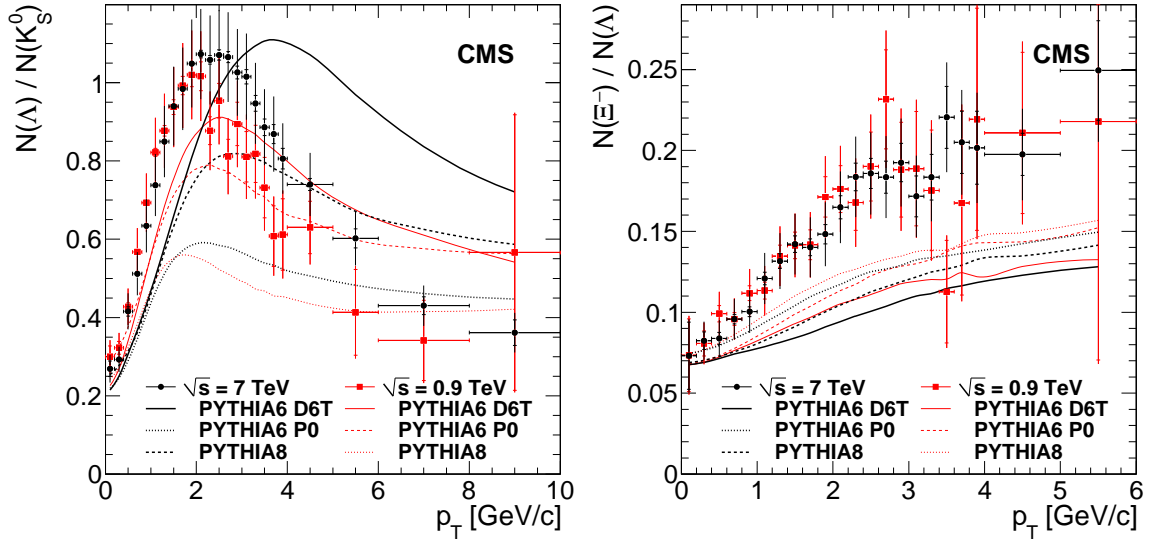 N(Λ) / N(K⁰_S)
1
0.8
0.6
0.4
0.2
0
CMS
√s = 7 TeV
√s = 0.9 TeV
PYTHIA6 D6T
PYTHIA6 D6T
PYTHIA6 P0
PYTHIA6 P0
PYTHIA8
PYTHIA8
0 2 4 6 8 10
p_T [GeV/c]
N(Ξ⁻) / N(Λ)
0.25
0.2
0.15
0.1
0.05
0
CMS
√s = 7 TeV
√s = 0.9 TeV
PYTHIA6 D6T
PYTHIA6 D6T
PYTHIA6 P0
PYTHIA6 P0
PYTHIA8
PYTHIA8
0 1 2 3 4 5 6
p_T [GeV/c]